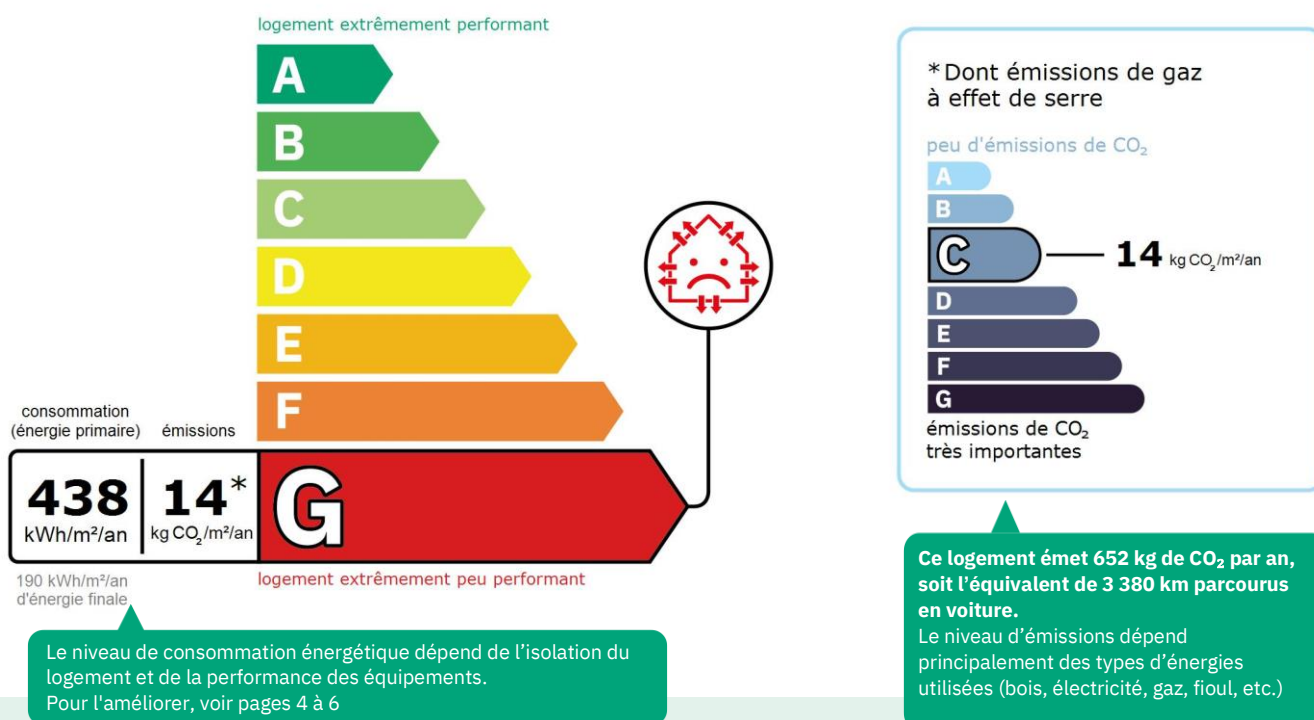 logement extrêmement performant
A
B
C
D
E
F
consommation
(énergie primaire)
émissions
438
kWh/m²/an
14*
kg CO₂/m²/an
G
190 kWh/m²/an
d'énergie finale
logement extrêmement peu performant
Le niveau de consommation énergétique dépend de l’isolation du
logement et de la performance des équipements.
Pour l'améliorer, voir pages 4 à 6
*Dont émissions de gaz
à effet de serre
peu d'émissions de CO₂
A
B
C
14 kg CO₂/m²/an
D
E
F
G
émissions de CO₂
très importantes
Ce logement émet 652 kg de CO₂ par an,
soit l’équivalent de 3 380 km parcourus
en voiture.
Le niveau d’émissions dépend
principalement des types d’énergies
utilisées (bois, électricité, gaz, fioul, etc.)